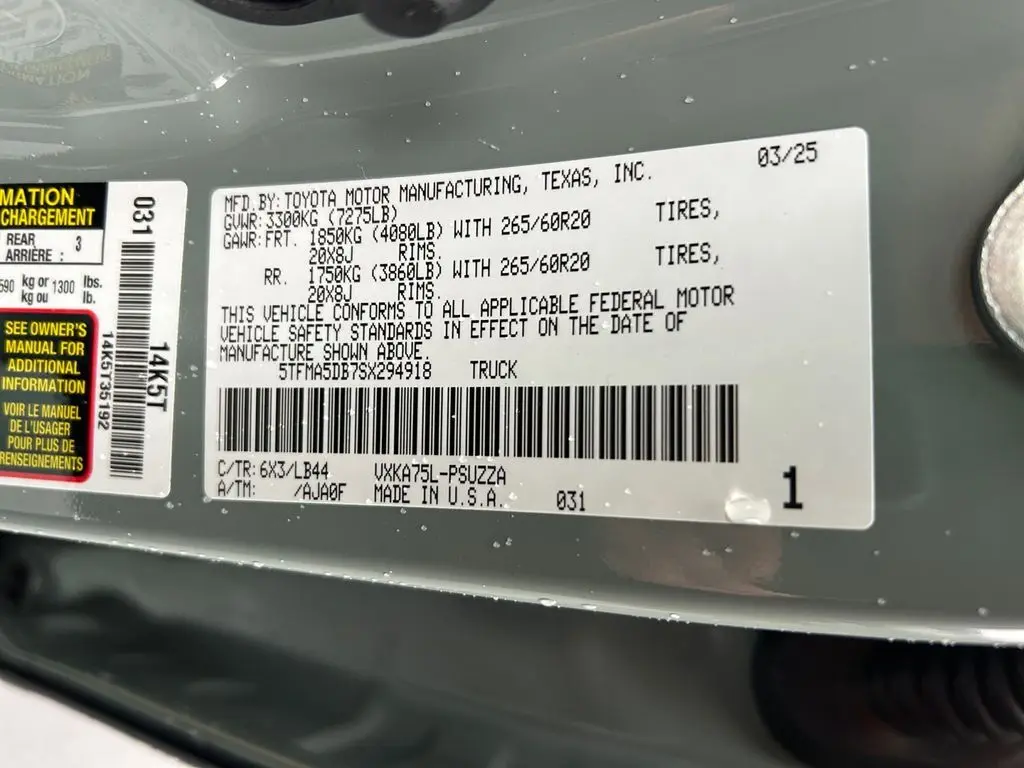 MATION
CHARGEMENT
REAR
ARRIÈRE : 3
590 kg or 1300 lbs.
kg ou lb.
SEE OWNER'S
MANUAL FOR
ADDITIONAL
INFORMATION
VOIR LE MANUEL
DE L'USAGER
POUR PLUS DE
RENSEIGNEMENTS
031
14K5T
14K5T35192
03/25
MFD.BY:TOYOTA MOTOR MANUFACTURING, TEXAS, INC.
GVWR:3300KG (7275LB)
GAWR:FRT. 1850KG (4080LB) WITH 265/60R20 TIRES,
20X8J RIMS.
RR. 1750KG (3860LB) WITH 265/60R20 TIRES,
20X8J RIMS.
THIS VEHICLE CONFORMS TO ALL APPLICABLE FEDERAL MOTOR
VEHICLE SAFETY STANDARDS IN EFFECT ON THE DATE OF
MANUFACTURE SHOWN ABOVE.
5TFMA5DB7SX294918 TRUCK
C/TR:6X3/LB44 VXKA75L-PSUZZA
A/TM: /AJA0F MADE IN U.S.A. 031 1